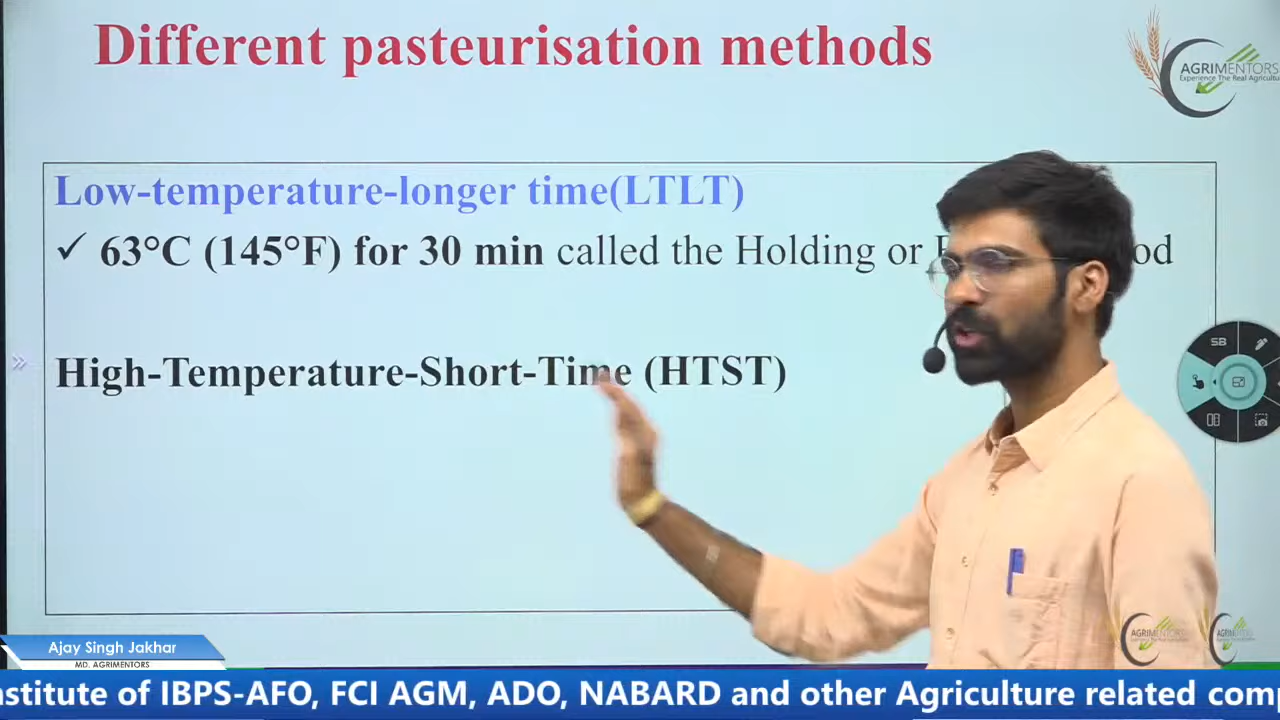 Different pasteurisation methods
AGRIMENTORS
Experience The Real Agriculture
Low-temperature-longer time(LTLT)
✓ 63°C (145°F) for 30 min called the Holding or
High-Temperature-Short-Time (HTST)
SB
Ajay Singh Jakhar
MD. AGRIMENTORS
of IBPS-AFO, FCI AGM, ADO, NABARD and other Agriculture related